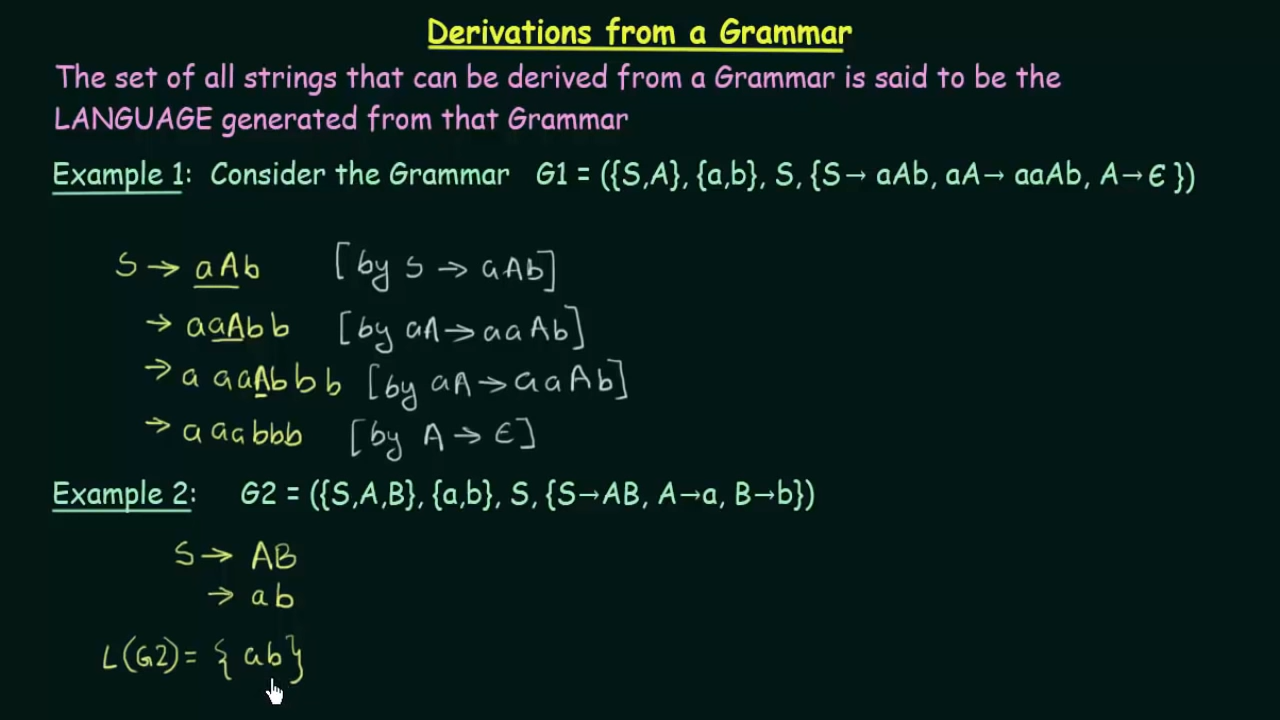 Derivations from a Grammar
The set of all strings that can be derived from a Grammar is said to be the
LANGUAGE generated from that Grammar
Example 1: Consider the Grammar G1 = ({S,A}, {a,b}, S, {S→ aAb, aA→ aaAb, A→ϵ })
S → aAb [by S → aAb]
→ aaAbb [by aA→aaAb]
→ a aaAbbb [by aA→aaAb]
→ aaabbb [by A → ϵ]
Example 2: G2 = ({S,A,B}, {a,b}, S, {S→AB, A→a, B→b})
S → AB
→ ab
L(G2) = {ab}